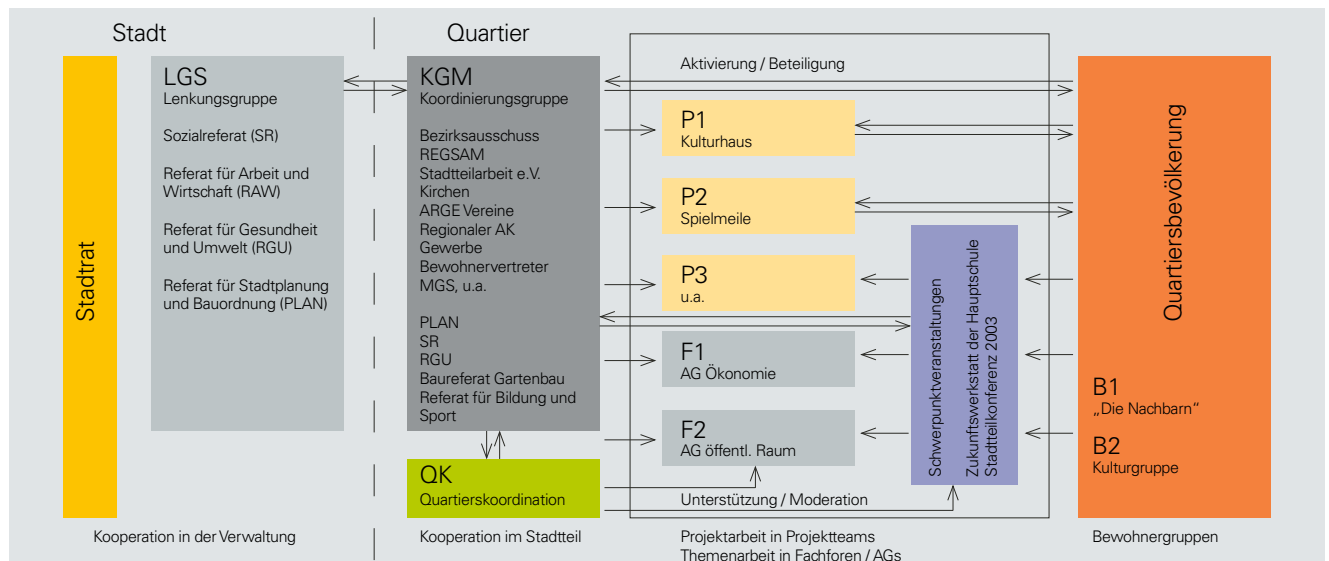 Stadt
Quartier
Stadtrat
LGS
Lenkungsgruppe
Sozialreferat (SR)
Referat für Arbeit und
Wirtschaft (RAW)
Referat für Gesundheit
und Umwelt (RGU)
Referat für Stadtplanung
und Bauordnung (PLAN)
KGM
Koordinierungsgruppe
Bezirksausschuss
REGSAM
Stadtteilarbeit e.V.
Kirchen
ARGE Vereine
Regionaler AK
Gewerbe
Bewohnervertreter
MGS, u.a.
PLAN
SR
RGU
Baureferat Gartenbau
Referat für Bildung und
Sport
QK
Quartierskoordination
Aktivierung / Beteiligung
P1
Kulturhaus
P2
Spielmeile
P3
u.a.
F1
AG Ökonomie
F2
AG öffentl. Raum
Unterstützung / Moderation
Schwerpunktveranstaltungen
Zukunftswerkstatt der Hauptschule
Stadtteilkonferenz 2003
Quartiersbevölkerung
B1
„Die Nachbarn“
B2
Kulturgruppe
Kooperation in der Verwaltung
Kooperation im Stadtteil
Projektarbeit in Projektteams
Themenarbeit in Fachforen / AGs
Bewohnergruppen